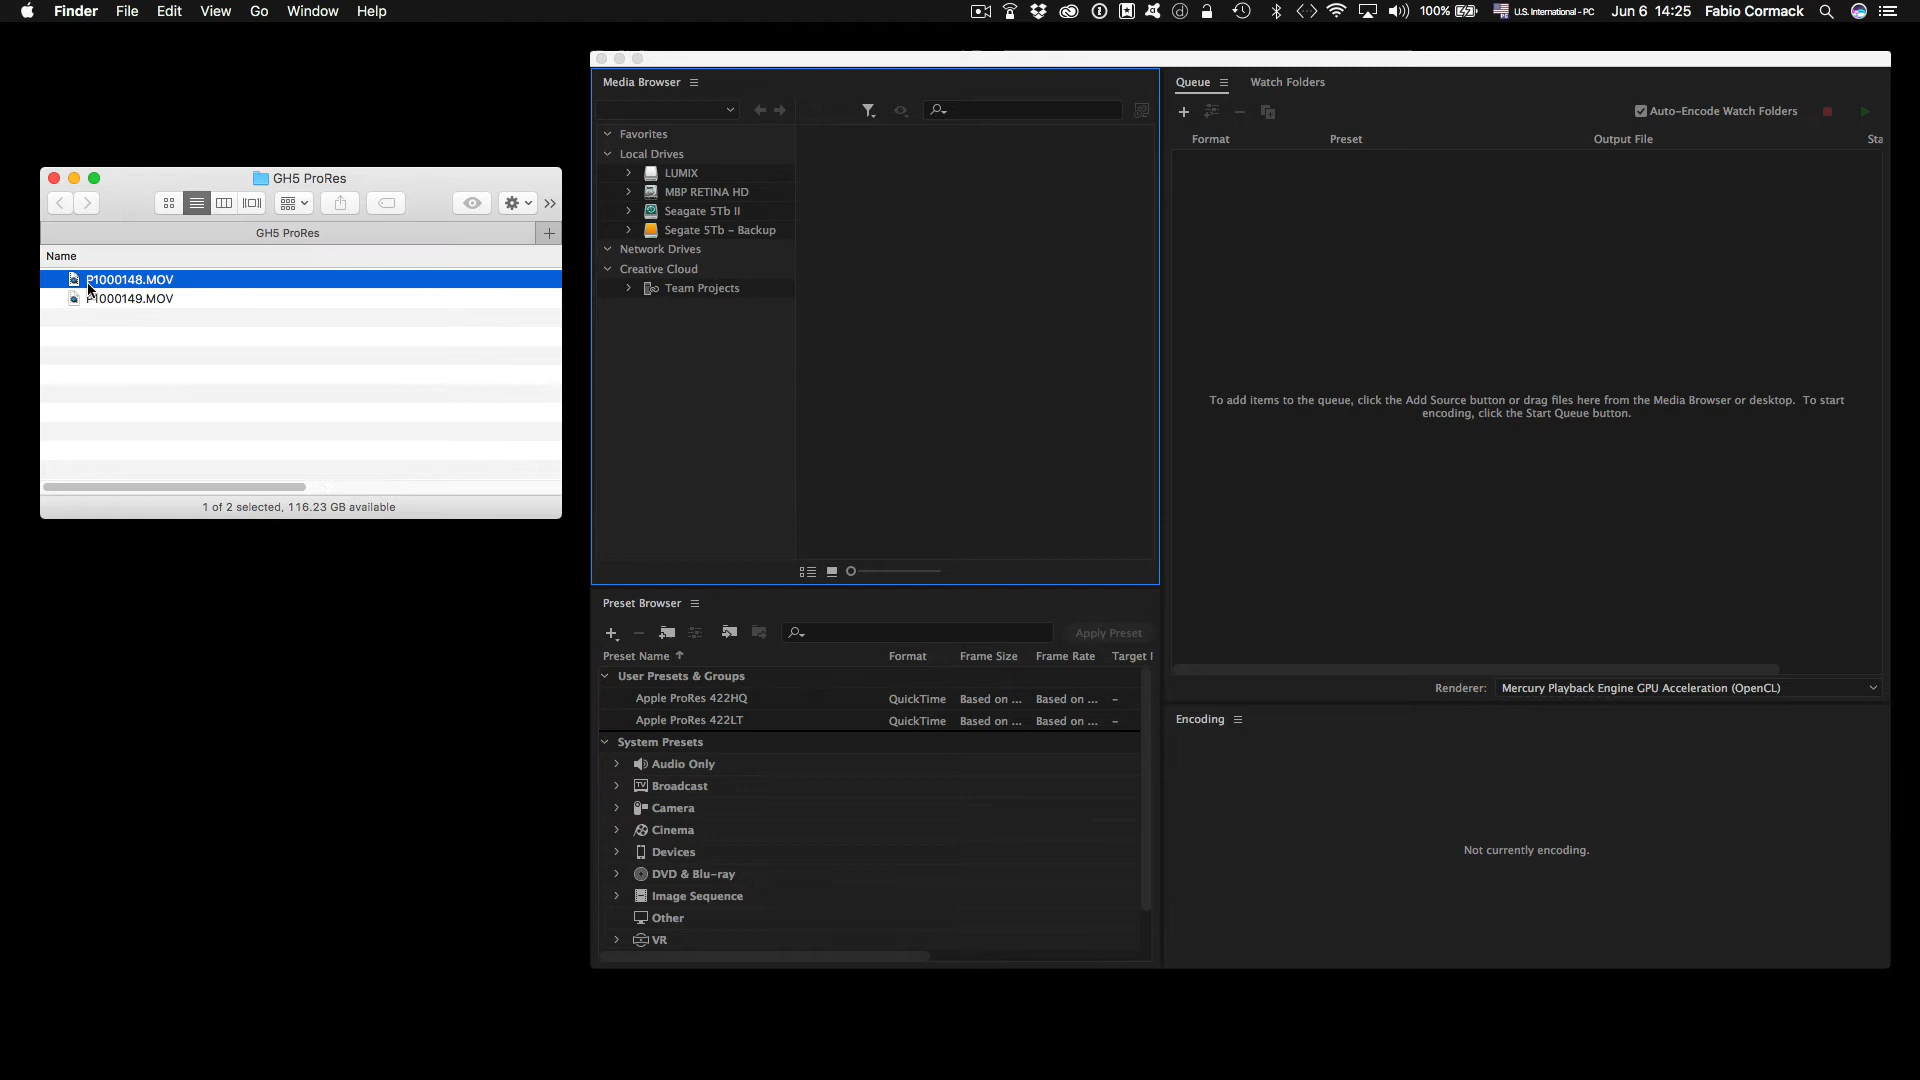 Finder File Edit View Go Window Help
100% U.S. International - PC Jun 6 14:25 Fabio Cormack
GH5 ProRes
GH5 ProRes
Name
P1000148.MOV
P1000149.MOV
1 of 2 selected, 116.23 GB available
Media Browser
Favorites
Local Drives
LUMIX
MBP RETINA HD
Seagate 5Tb II
Segate 5Tb - Backup
Network Drives
Creative Cloud
Team Projects
Preset Browser
Apply Preset
Preset Name Format Frame Size Frame Rate Target
User Presets & Groups
Apple ProRes 422HQ QuickTime Based on ... Based on ... -
Apple ProRes 422LT QuickTime Based on ... Based on ... -
System Presets
Audio Only
Broadcast
Camera
Cinema
Devices
DVD & Blu-ray
Image Sequence
Other
VR
Queue Watch Folders
Auto-Encode Watch Folders
Format Preset Output File Sta
To add items to the queue, click the Add Source button or drag files here from the Media Browser or desktop. To start
encoding, click the Start Queue button.
Renderer: Mercury Playback Engine GPU Acceleration (OpenCL)
Encoding
Not currently encoding.